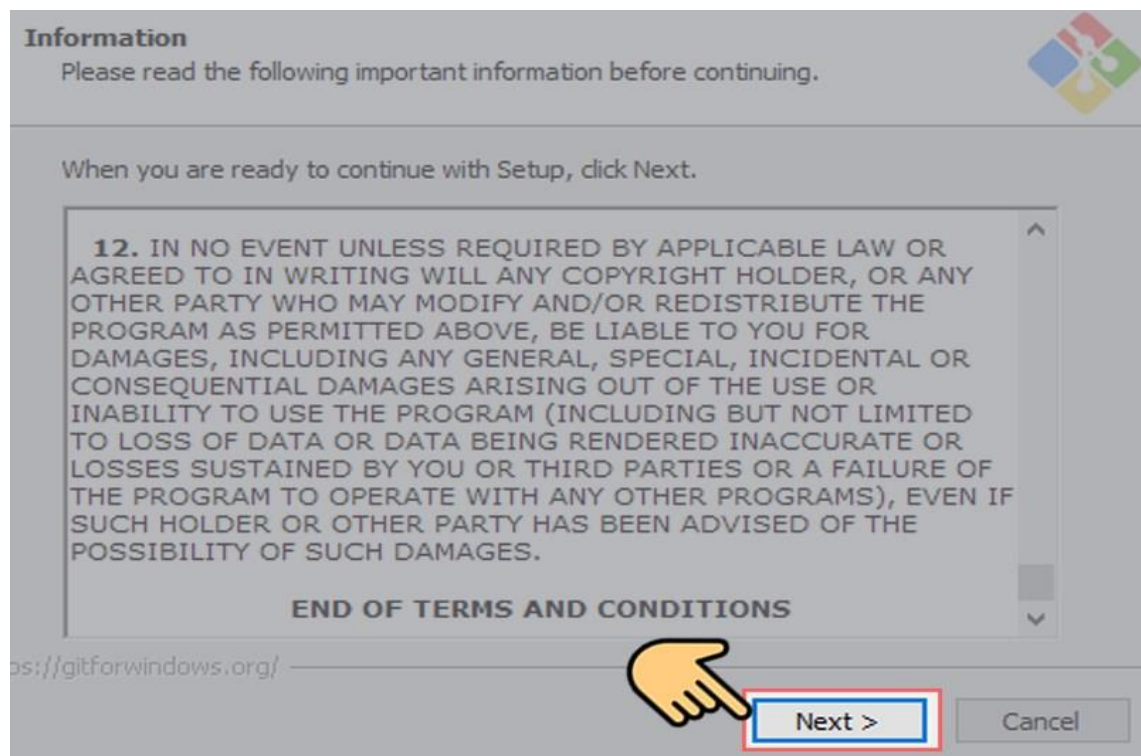 Information
Please read the following important information before continuing.
When you are ready to continue with Setup, click Next.
12. IN NO EVENT UNLESS REQUIRED BY APPLICABLE LAW OR
AGREED TO IN WRITING WILL ANY COPYRIGHT HOLDER, OR ANY
OTHER PARTY WHO MAY MODIFY AND/OR REDISTRIBUTE THE
PROGRAM AS PERMITTED ABOVE, BE LIABLE TO YOU FOR
DAMAGES, INCLUDING ANY GENERAL, SPECIAL, INCIDENTAL OR
CONSEQUENTIAL DAMAGES ARISING OUT OF THE USE OR
INABILITY TO USE THE PROGRAM (INCLUDING BUT NOT LIMITED
TO LOSS OF DATA OR DATA BEING RENDERED INACCURATE OR
LOSSES SUSTAINED BY YOU OR THIRD PARTIES OR A FAILURE OF
THE PROGRAM TO OPERATE WITH ANY OTHER PROGRAMS), EVEN IF
SUCH HOLDER OR OTHER PARTY HAS BEEN ADVISED OF THE
POSSIBILITY OF SUCH DAMAGES.
END OF TERMS AND CONDITIONS
ps://gitforwindows.org/
Next >
Cancel